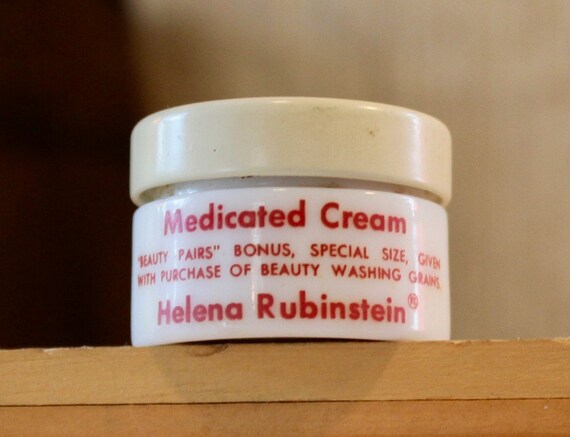 Medicated Cream
"BEAUTY PAIRS" BONUS, SPECIAL SIZE, GIVEN
WITH PURCHASE OF BEAUTY WASHING GRAINS.
Helena Rubinstein®